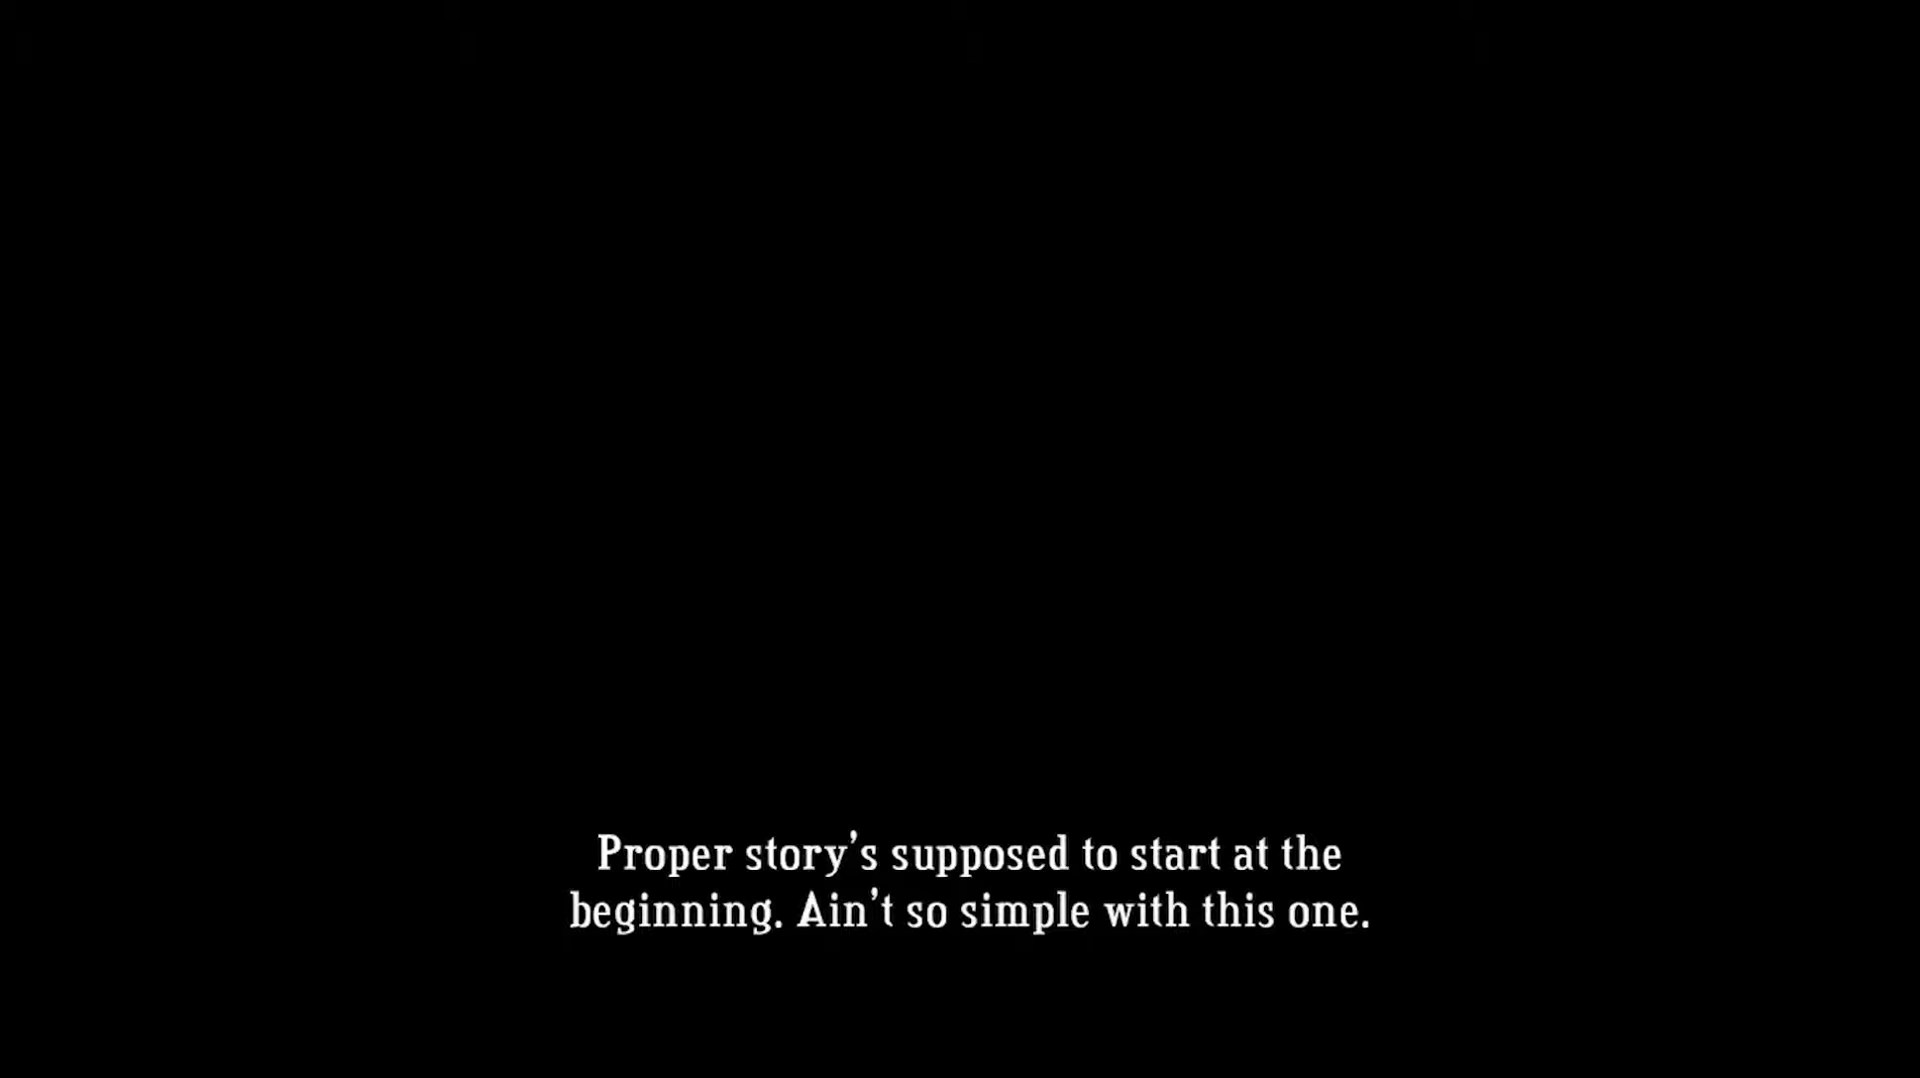 Proper story’s supposed to start at the
beginning. Ain’t so simple with this one.